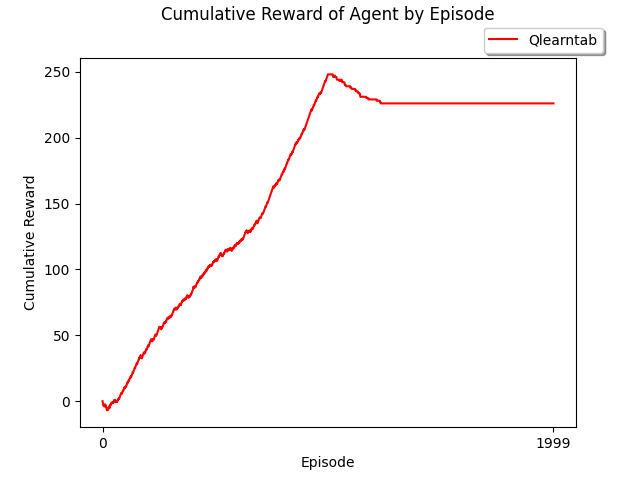 Cumulative Reward of Agent by Episode
Qlearntab
250
200
150
100
50
0
Cumulative Reward
0
1999
Episode